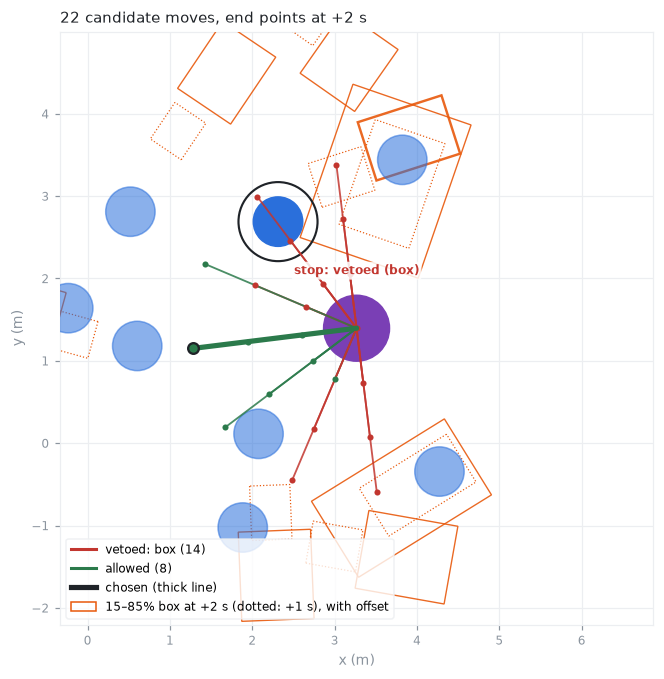 22 candidate moves, end points at +2 s
4
3
2
1
0
−1
−2
y (m)
stop: vetoed (box)
vetoed: box (14)
allowed (8)
chosen (thick line)
15–85% box at +2 s (dotted: +1 s), with offset
0
1
2
3
4
5
6
x (m)